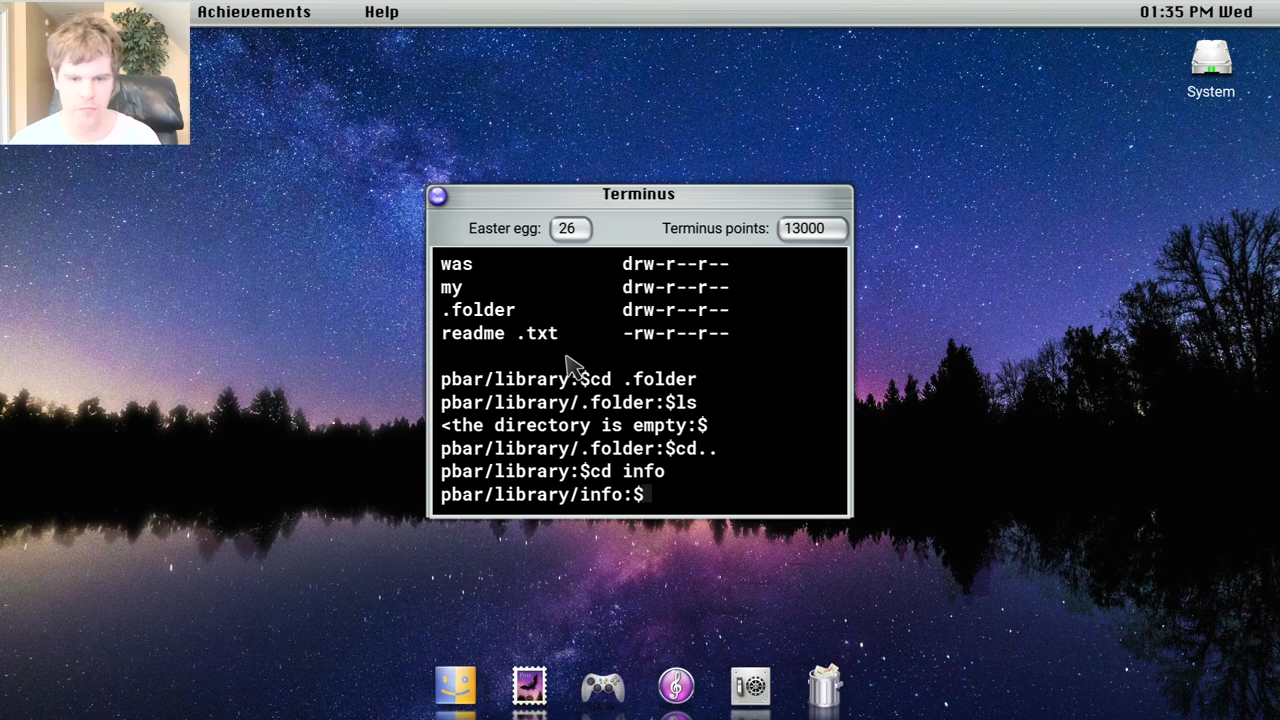 Achievements Help 01:35 PM Wed
System
Terminus
Easter egg: 26 Terminus points: 13000
was drw-r--r--
my drw-r--r--
.folder drw-r--r--
readme .txt -rw-r--r--
pbar/library:$cd .folder
pbar/library/.folder:$ls
<the directory is empty:$
pbar/library/.folder:$cd..
pbar/library:$cd info
pbar/library/info:$